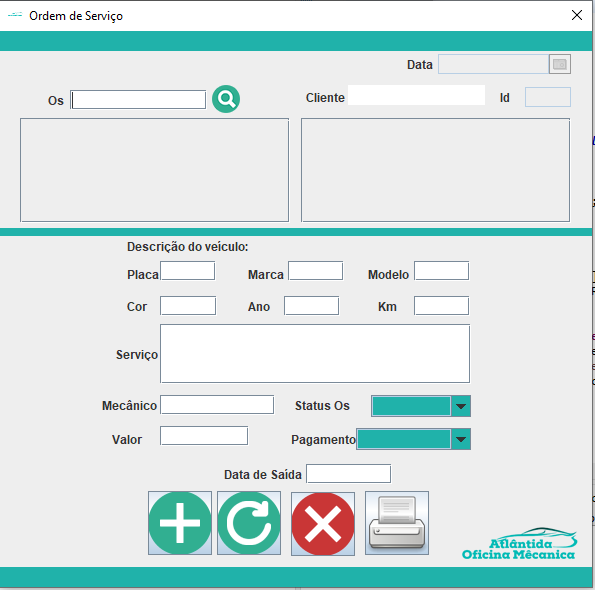 Ordem de Serviço
Data
Os
Cliente
Id
Descrição do veículo:
Placa
Marca
Modelo
Cor
Ano
Km
Serviço
Mecânico
Status Os
Valor
Pagamento
Data de Saída
Atlântida
Oficina Mêcanica